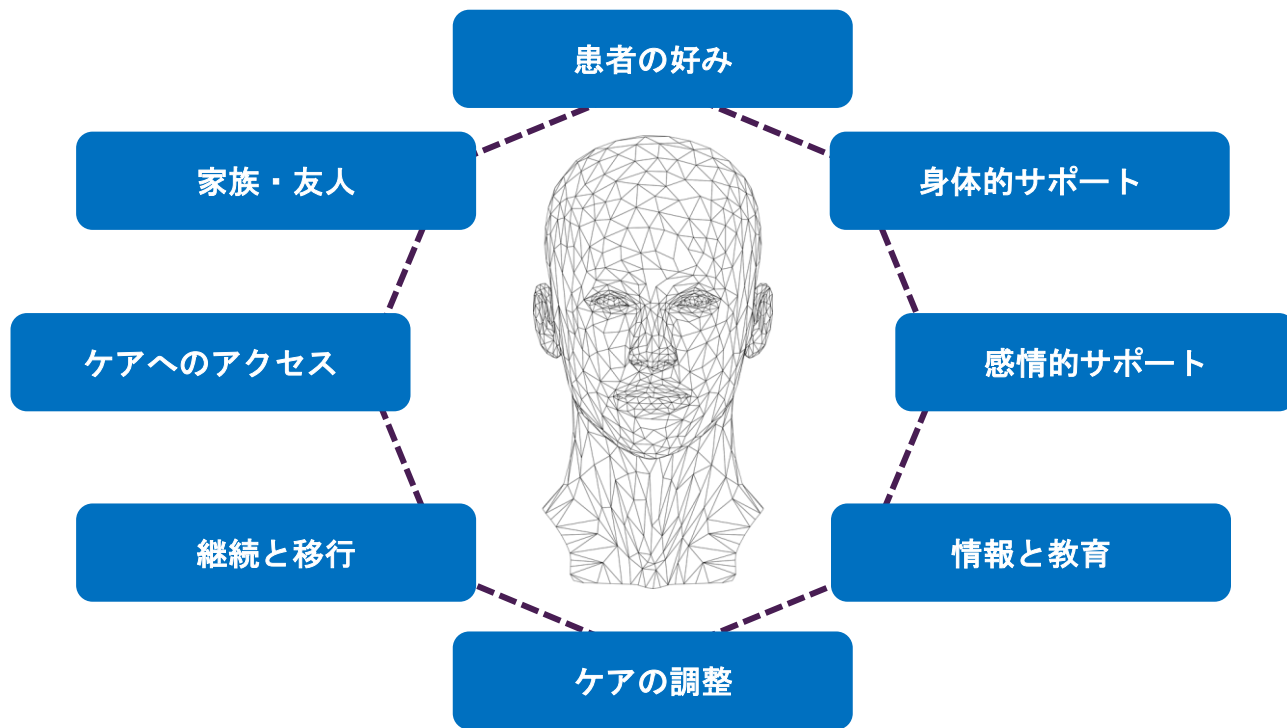 患者の好み
家族・友人
身体的サポート
ケアへのアクセス
感情的サポート
継続と移行
情報と教育
ケアの調整